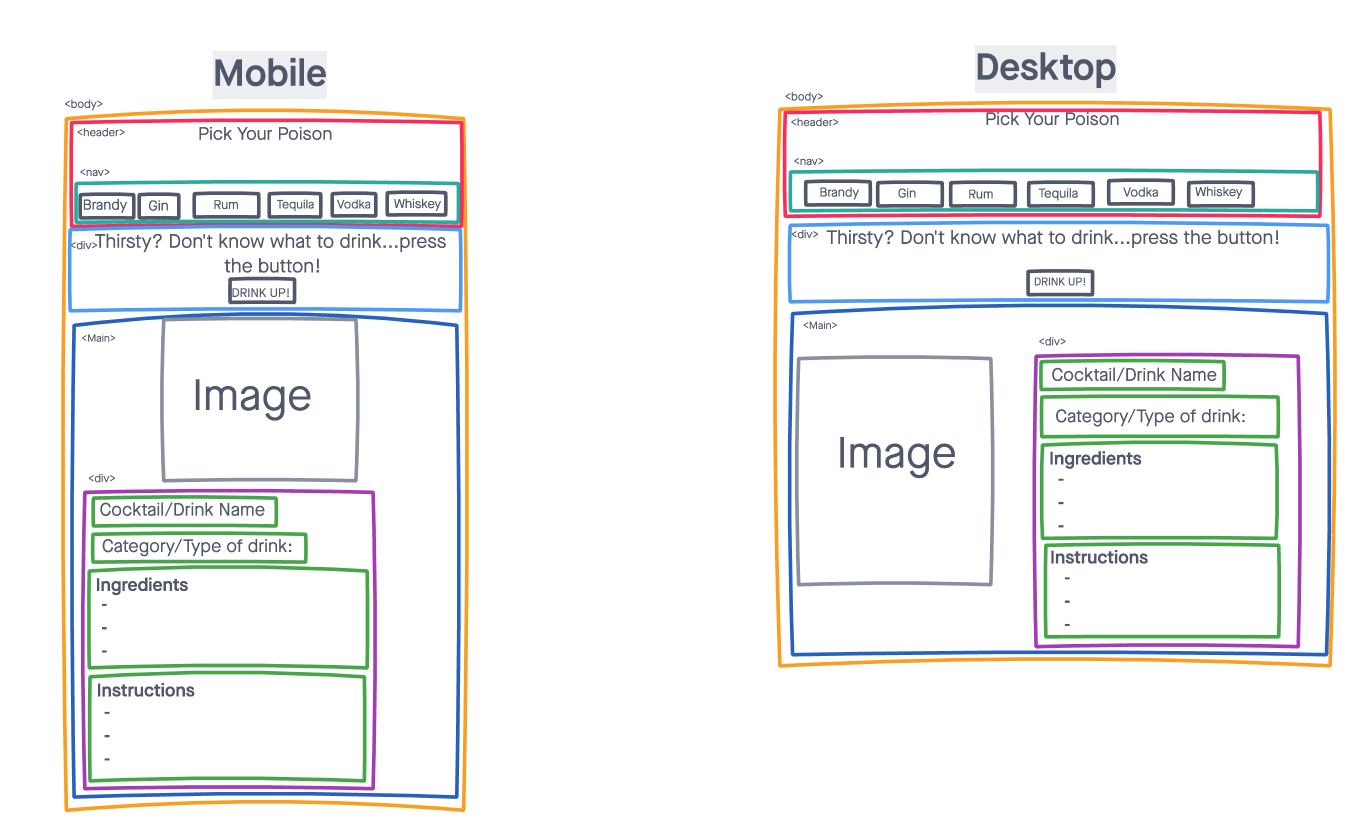 Mobile
<body>
<header>
Pick Your Poison
<nav>
Brandy
Gin
Rum
Tequila
Vodka
Whiskey
<div>
Thirsty? Don't know what to drink...press
the button!
DRINK UP!
<Main>
Image
<div>
Cocktail/Drink Name
Category/Type of drink:
Ingredients
-
-
-
Instructions
-
-
-
Desktop
<body>
<header>
Pick Your Poison
<nav>
Brandy
Gin
Rum
Tequila
Vodka
Whiskey
<div>
Thirsty? Don't know what to drink...press the button!
DRINK UP!
<Main>
Image
<div>
Cocktail/Drink Name
Category/Type of drink:
Ingredients
-
-
-
Instructions
-
-
-